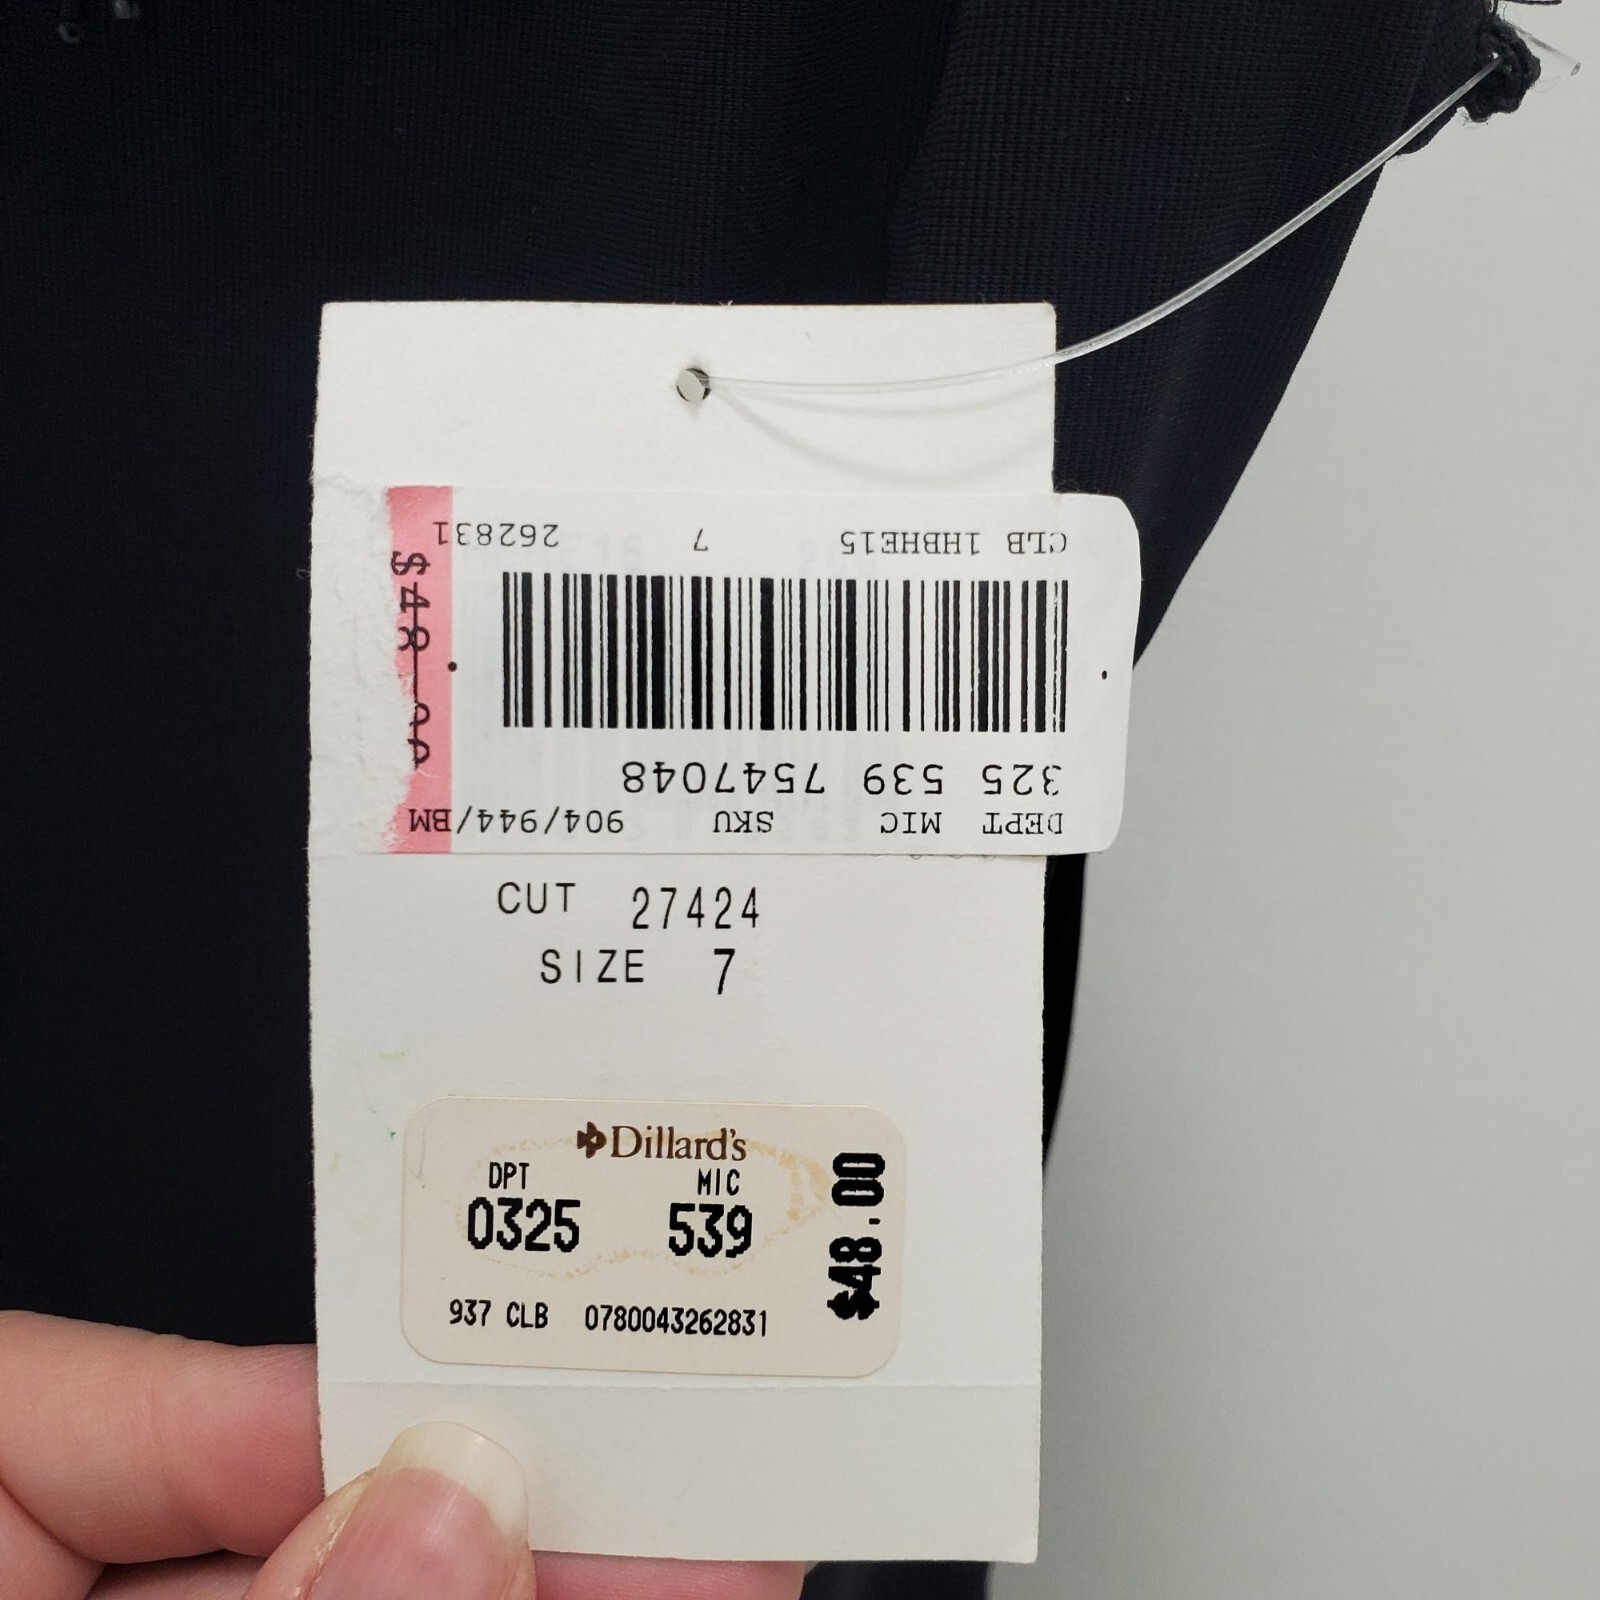 CLB 1HBHE15 7 262831
325 539 7547048
DEPT MIC SKU 904/944/BM
$48.00
CUT 27424
SIZE 7
Dillard's
DPT MIC
0325 539
937 CLB 0780043262831
$48.00